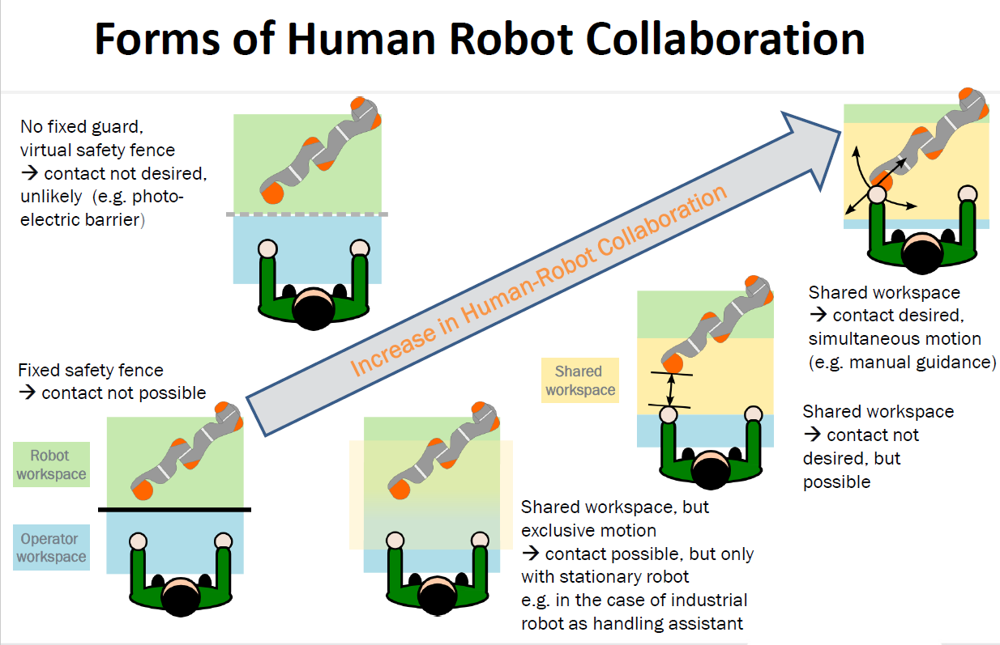 Forms of Human Robot Collaboration
No fixed guard,
virtual safety fence
→ contact not desired,
unlikely (e.g. photo-
electric barrier)
Increase in Human-Robot Collaboration
Shared workspace
→ contact desired,
simultaneous motion
(e.g. manual guidance)
Fixed safety fence
→ contact not possible
Shared
workspace
Shared workspace
→ contact not
desired, but
possible
Robot
workspace
Operator
workspace
Shared workspace, but
exclusive motion
→ contact possible, but only
with stationary robot
e.g. in the case of industrial
robot as handling assistant